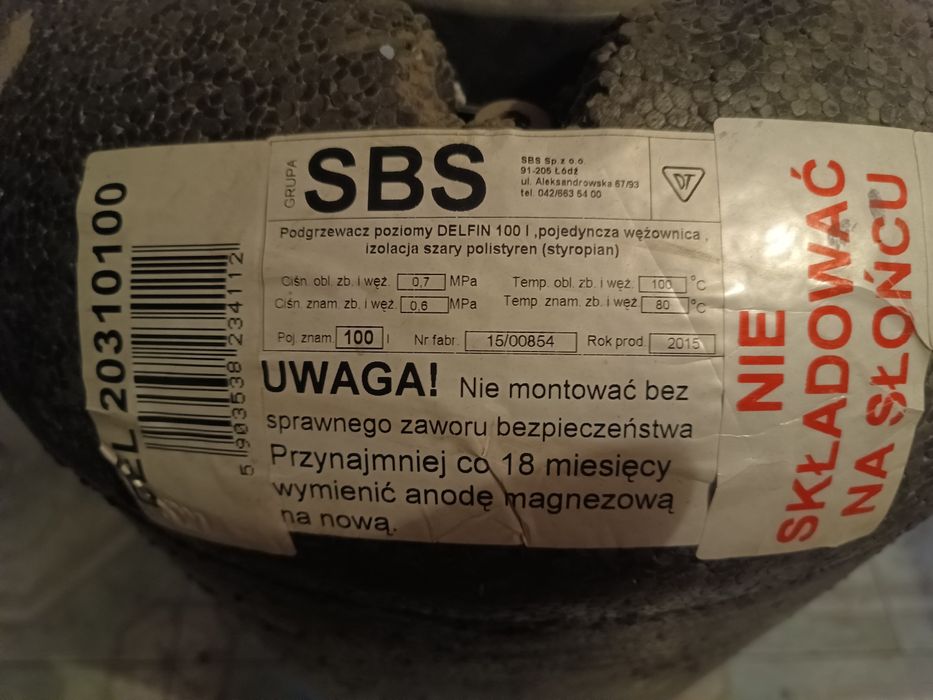 GRUPA
SBS
SBS Sp. z o.o.
91-205 Łódź
ul. Aleksandrowska 67/93
tel. 042/663 54 00
DT
Podgrzewacz poziomy DELFIN 100 l ,pojedyncza wężownica ,
izolacja szary polistyren (styropian)
Ciśn. obl. zb. i węż. 0,7 MPa Temp. obl. zb. i węż. 100 °C
Ciśn. znam. zb. i węż. 0,6 MPa Temp. znam. zb. i węż 80 °C
Poj. znam. 100 l Nr fabr. 15/00854 Rok prod. 2015
UWAGA! Nie montować bez
sprawnego zaworu bezpieczeństwa
Przynajmniej co 18 miesięcy
wymienić anodę magnezową
na nową.
20310100
5 903538 234112
NIE
SKŁADOWAĆ
NA SŁOŃCU